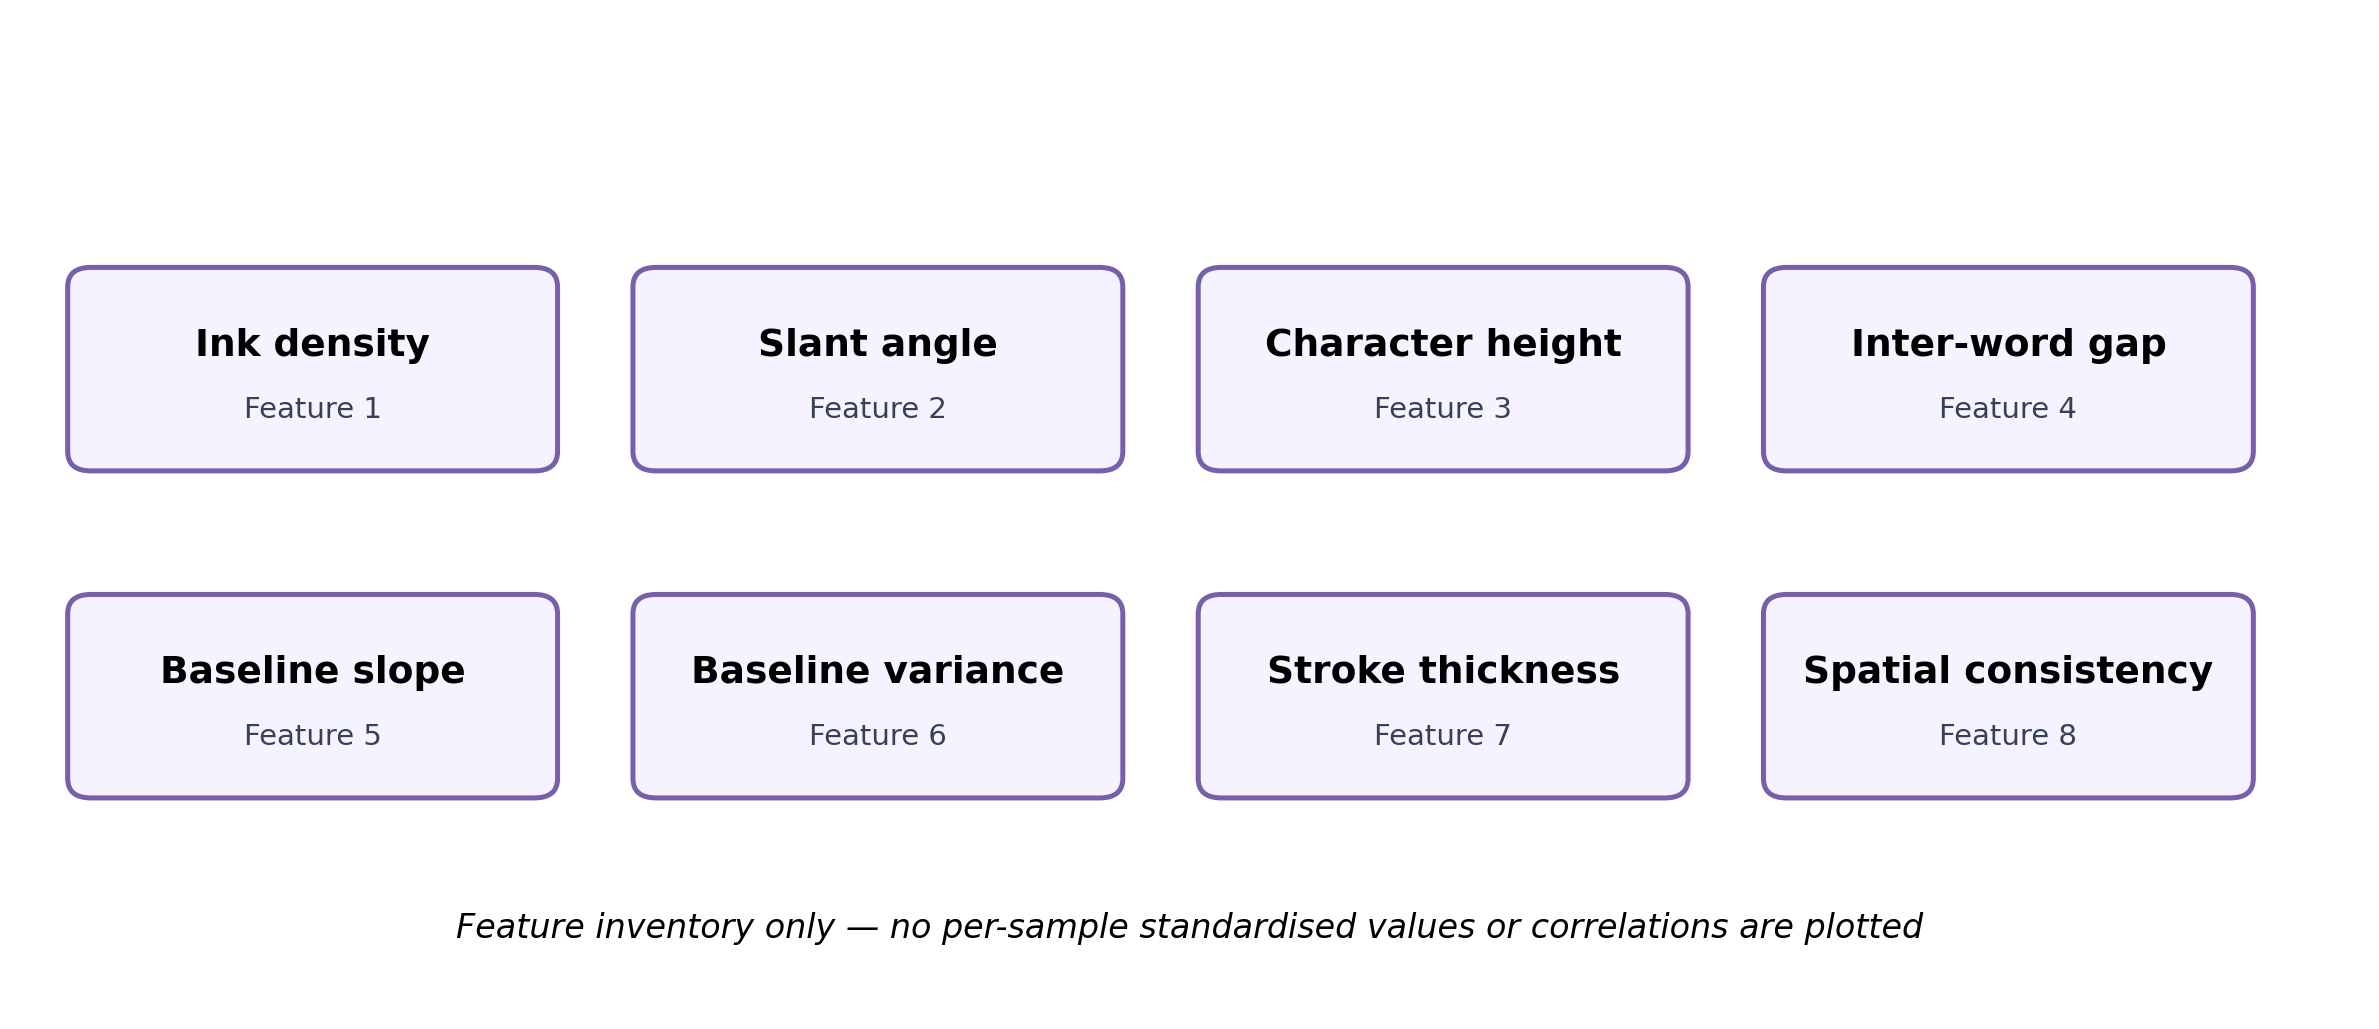 Ink density
Feature 1
Slant angle
Feature 2
Character height
Feature 3
Inter-word gap
Feature 4
Baseline slope
Feature 5
Baseline variance
Feature 6
Stroke thickness
Feature 7
Spatial consistency
Feature 8
Feature inventory only — no per-sample standardised values or correlations are plotted